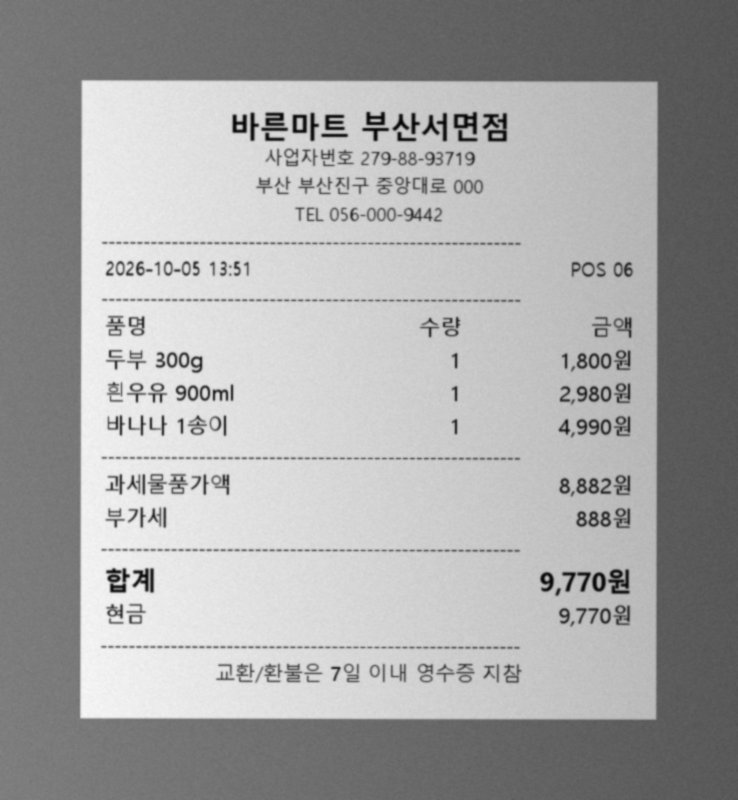 바른마트 부산서면점
사업자번호 279-88-93719
부산 부산진구 중앙대로 000
TEL 056-000-9442
2026-10-05 13:51 POS 06
품명 수량 금액
두부 300g 1 1,800원
흰우유 900ml 1 2,980원
바나나 1송이 1 4,990원
과세물품가액 8,882원
부가세 888원
합계 9,770원
현금 9,770원
교환/환불은 7일 이내 영수증 지참